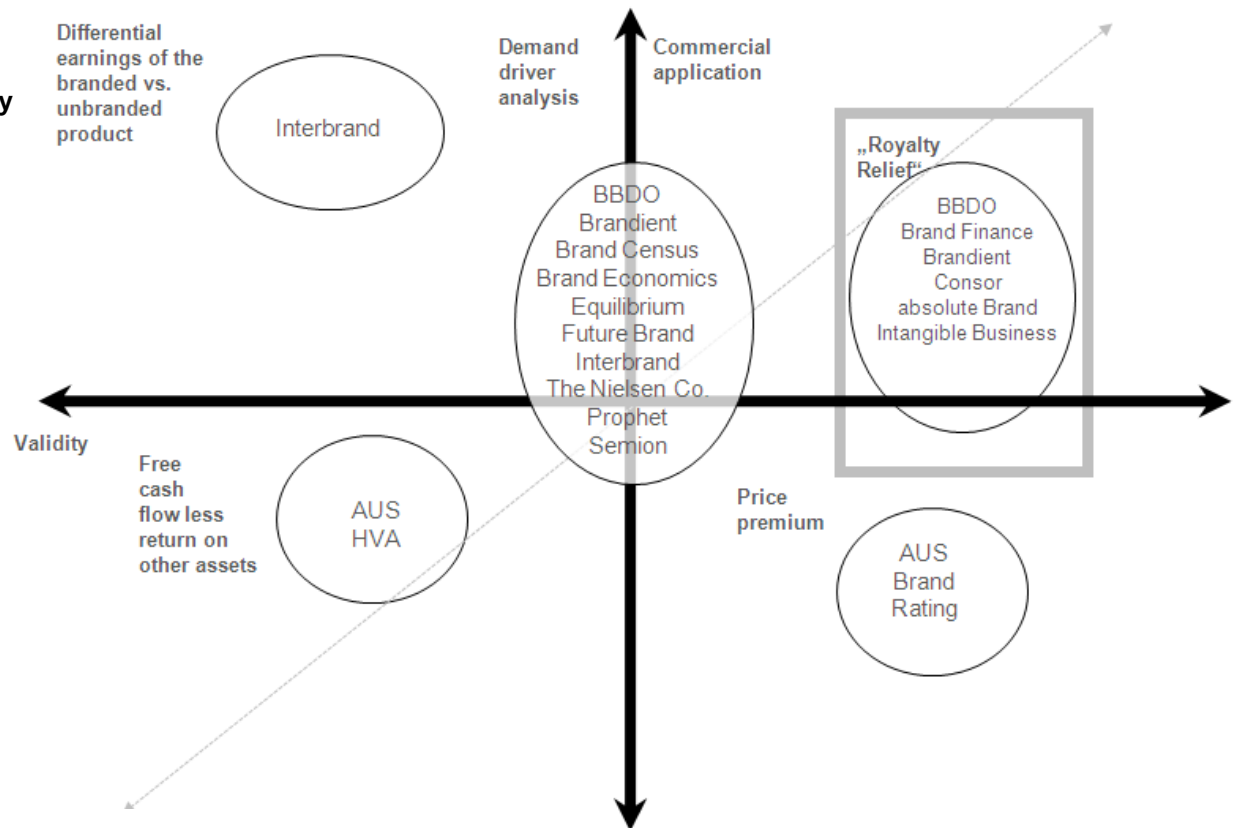 Differential
earnings of the
branded vs.
unbranded
product
y
Interbrand
Demand
driver
analysis
Commercial
application
BBDO
Brandient
Brand Census
Brand Economics
Equilibrium
Future Brand
Interbrand
The Nielsen Co.
Prophet
Semion
„Royalty
Relief“
BBDO
Brand Finance
Brandient
Consor
absolute Brand
Intangible Business
Validity
Free
cash
flow less
return on
other assets
AUS
HVA
Price
premium
AUS
Brand
Rating